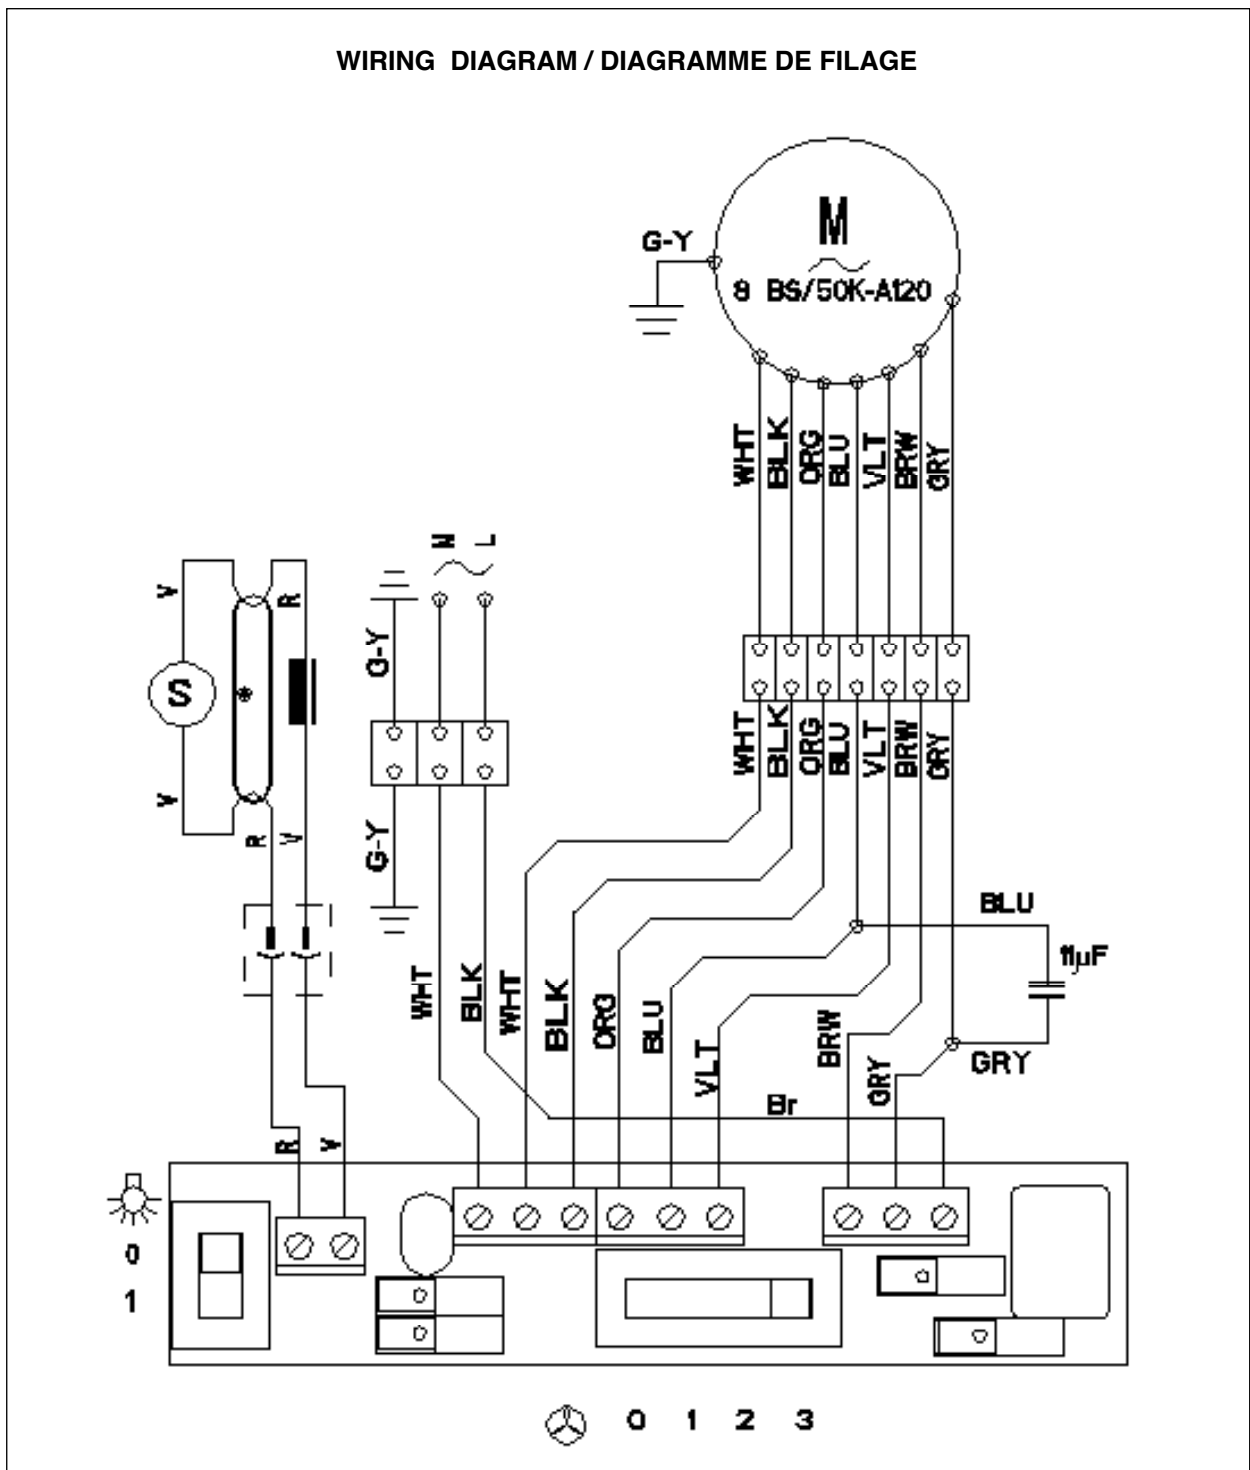 WIRING DIAGRAM / DIAGRAMME DE FILAGE
M
G-Y
8 BS/50K-A120
WHT BLK ORG BLU VLT BRW GRY
N L
V R
G-Y
S
WHT BLK ORG BLU VLT BRW GRY
V
R V
G-Y
BLU
11µF
WHT BLK WHT BLK ORG BLU VLT BRW GRY
GRY
Br
R V
0
1
0 1 2 3